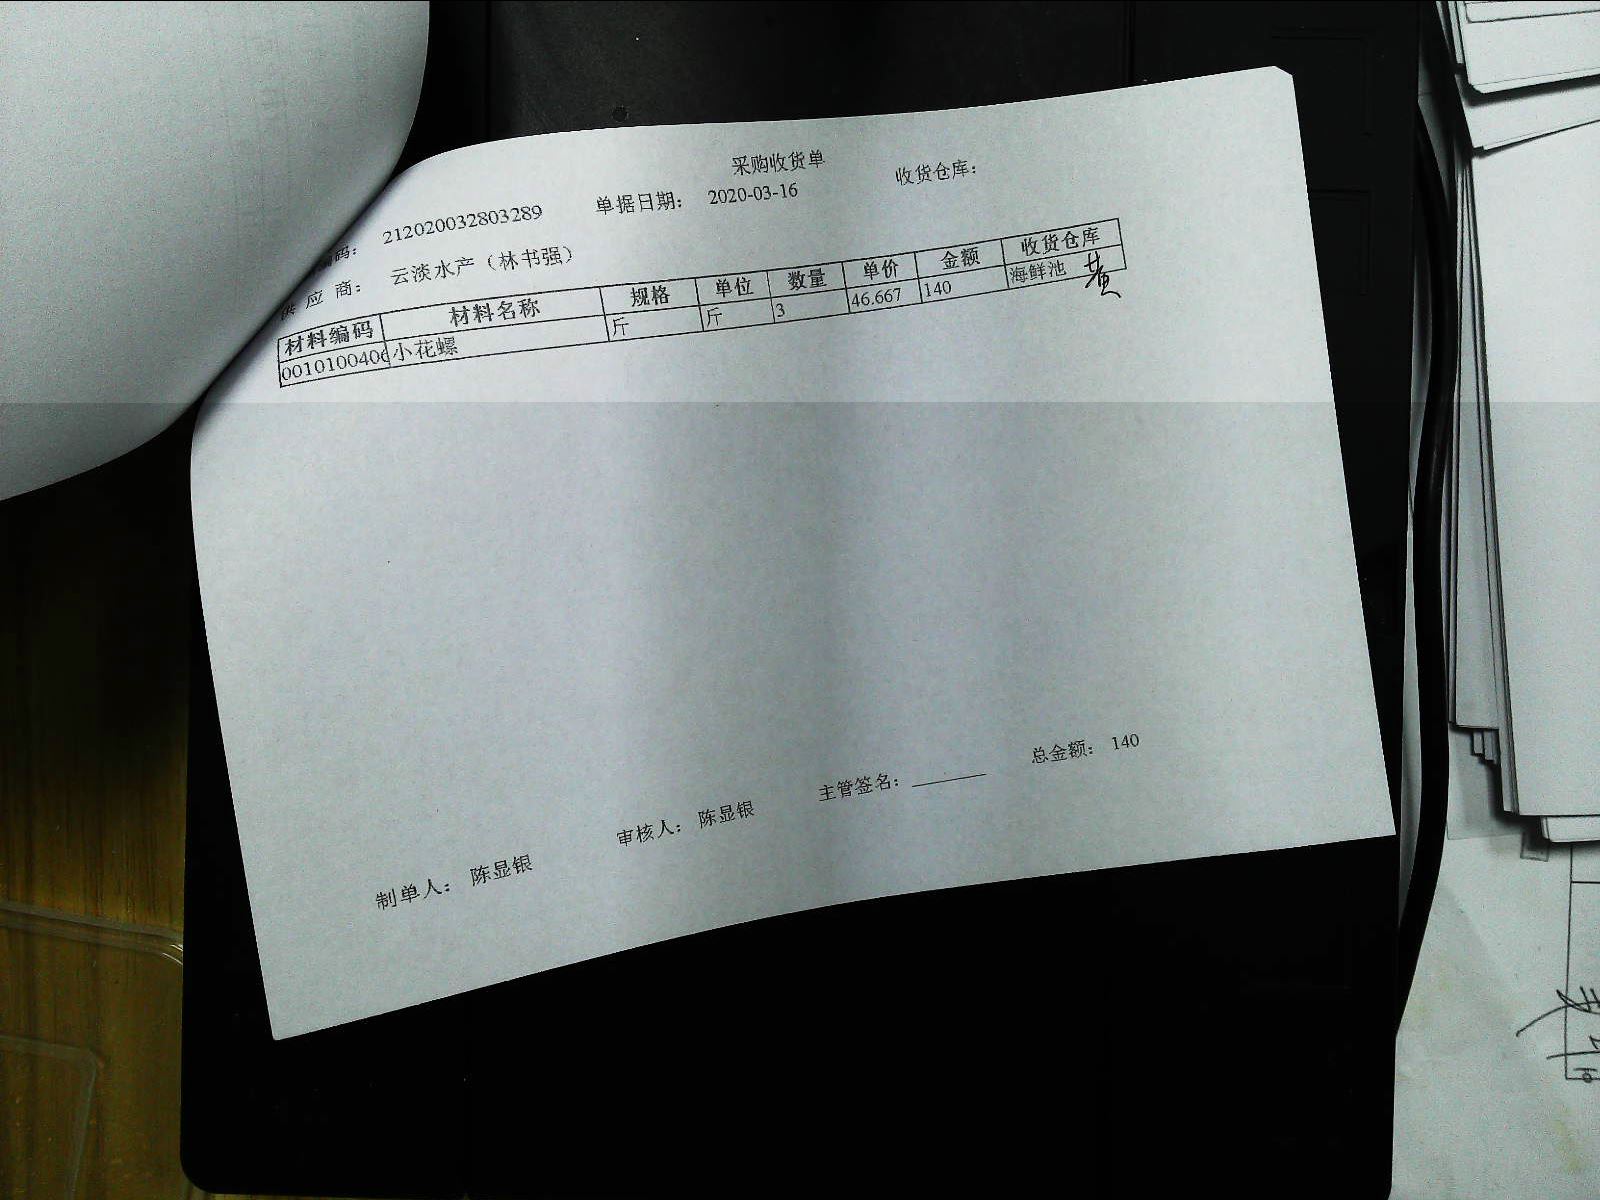 采购收货单
编码: 212020032803289 单据日期: 2020-03-16 收货仓库:
供应商: 云淡水产（林书强）
材料编码 材料名称 规格 单位 数量 单价 金额 收货仓库
0010100406 小花螺 斤 斤 3 46.667 140 海鲜池 黄
制单人: 陈显银 审核人: 陈显银 主管签名: 总金额: 140